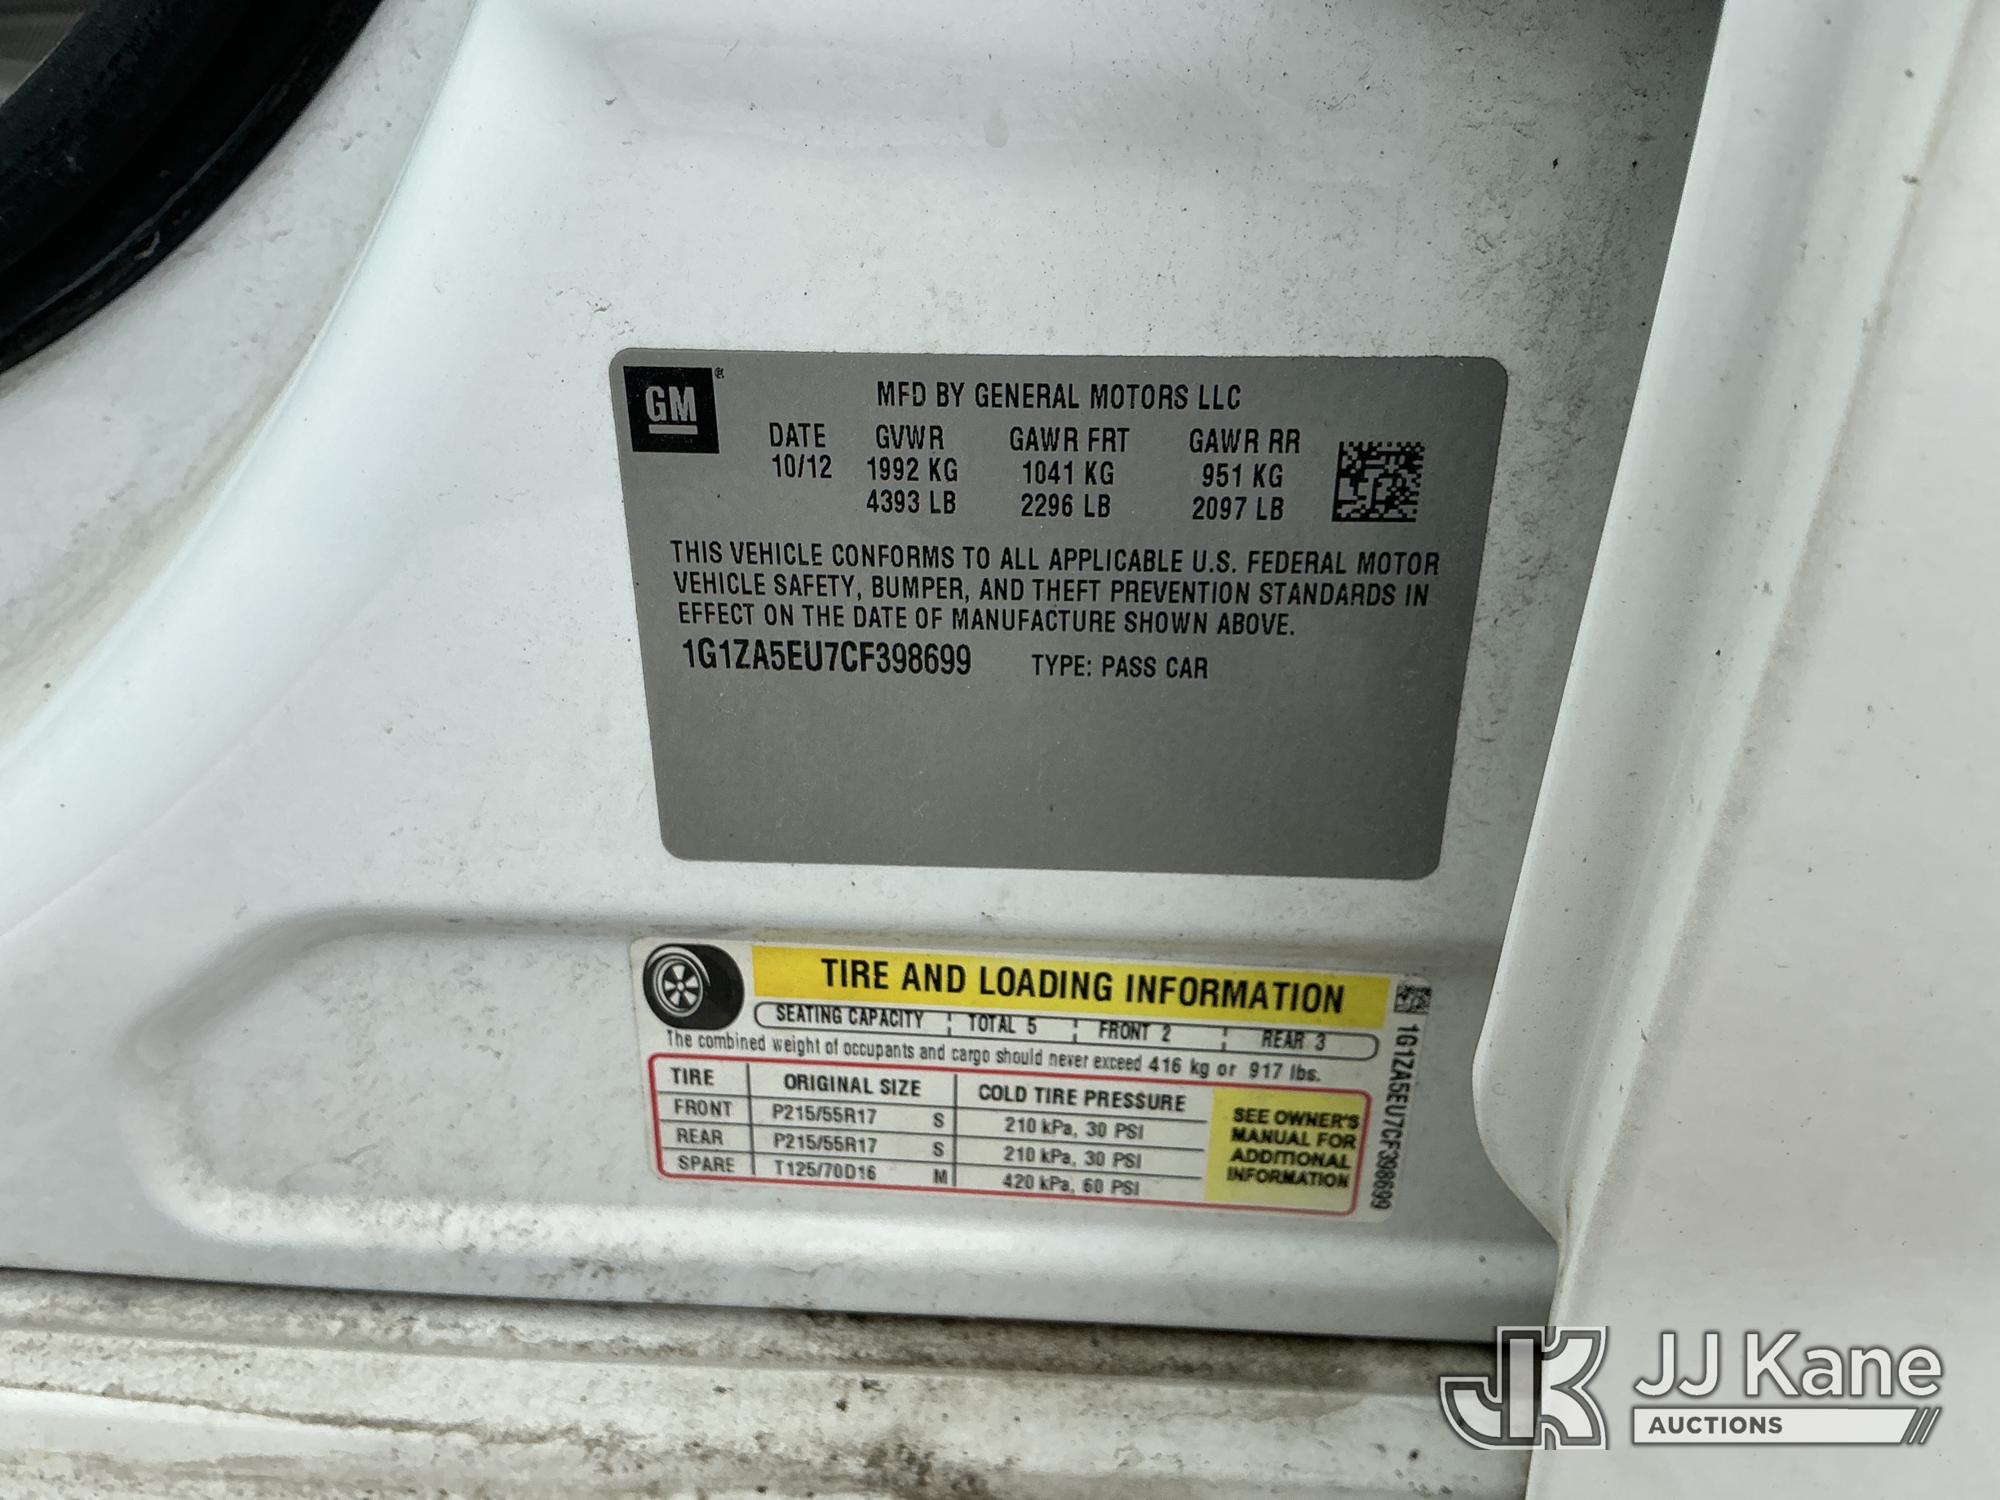 GM ®
MFD BY GENERAL MOTORS LLC
DATE GVWR GAWR FRT GAWR RR
10/12 1992 KG 1041 KG 951 KG
4393 LB 2296 LB 2097 LB
THIS VEHICLE CONFORMS TO ALL APPLICABLE U.S. FEDERAL MOTOR
VEHICLE SAFETY, BUMPER, AND THEFT PREVENTION STANDARDS IN
EFFECT ON THE DATE OF MANUFACTURE SHOWN ABOVE.
1G1ZA5EU7CF398699 TYPE: PASS CAR
TIRE AND LOADING INFORMATION
SEATING CAPACITY TOTAL 5 FRONT 2 REAR 3
The combined weight of occupants and cargo should never exceed 416 kg or 917 lbs.
TIRE ORIGINAL SIZE COLD TIRE PRESSURE
FRONT P215/55R17 S 210 kPa, 30 PSI
REAR P215/55R17 S 210 kPa, 30 PSI
SPARE T125/70D16 M 420 kPa, 60 PSI
SEE OWNER'S
MANUAL FOR
ADDITIONAL
INFORMATION
1G1ZA5EU7CF398699
JK JJ Kane
AUCTIONS